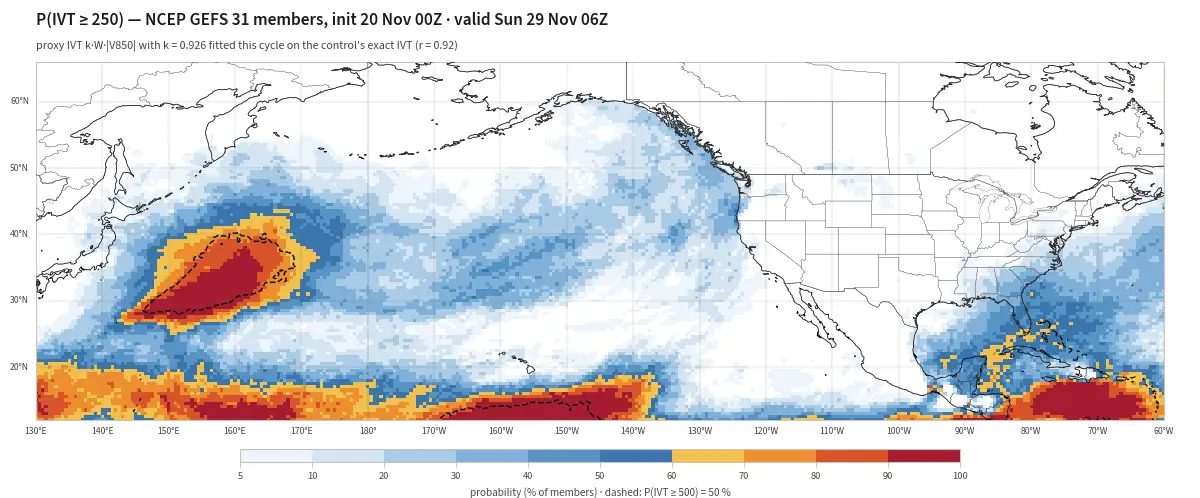 P(IVT ≥ 250) — NCEP GEFS 31 members, init 20 Nov 00Z · valid Sun 29 Nov 06Z
proxy IVT k·W·|V850| with k = 0.926 fitted this cycle on the control's exact IVT (r = 0.92)
60°N
50°N
40°N
30°N
20°N
130°E 140°E 150°E 160°E 170°E 180° 170°W 160°W 150°W 140°W 130°W 120°W 110°W 100°W 90°W 80°W 70°W 60°W
5 10 20 30 40 50 60 70 80 90 100
probability (% of members) · dashed: P(IVT ≥ 500) = 50 %